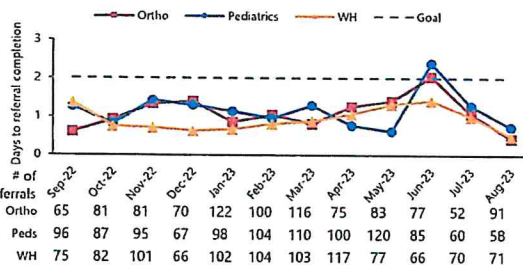 Ortho Pediatrics WH Goal
Days to referral completion
3
2
1
0
Sep-22 Oct-22 Nov-22 Dec-22 Jan-23 Feb-23 Mar-23 Apr-23 May-23 Jun-23 Jul-23 Aug-23
# of
ferrals
Ortho 65 81 81 70 122 100 116 75 83 77 52 91
Peds 96 87 95 67 98 104 110 100 120 85 60 58
WH 75 82 101 66 102 104 103 117 77 66 70 71